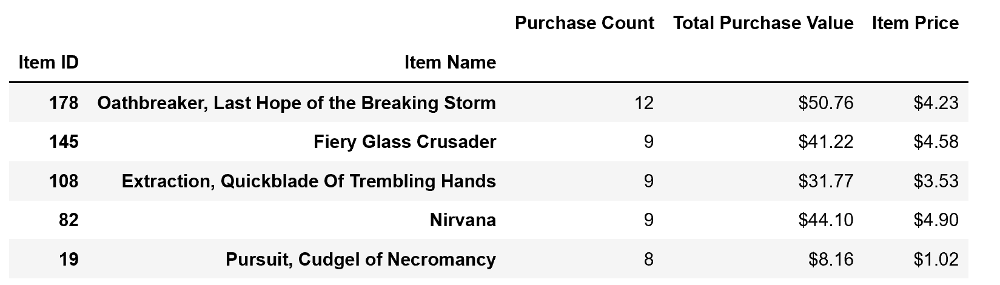 Purchase Count Total Purchase Value Item Price
Item ID Item Name
178 Oathbreaker, Last Hope of the Breaking Storm 12 $50.76 $4.23
145 Fiery Glass Crusader 9 $41.22 $4.58
108 Extraction, Quickblade Of Trembling Hands 9 $31.77 $3.53
82 Nirvana 9 $44.10 $4.90
19 Pursuit, Cudgel of Necromancy 8 $8.16 $1.02